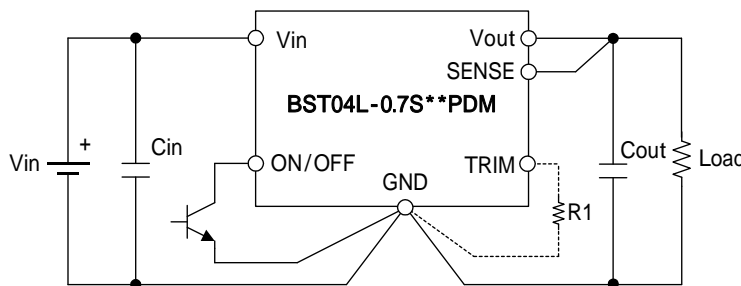 Vin
Vout
SENSE
BST04L-0.7S**PDM
Vin
+
Cin
ON/OFF
TRIM
GND
R1
Cout
Load